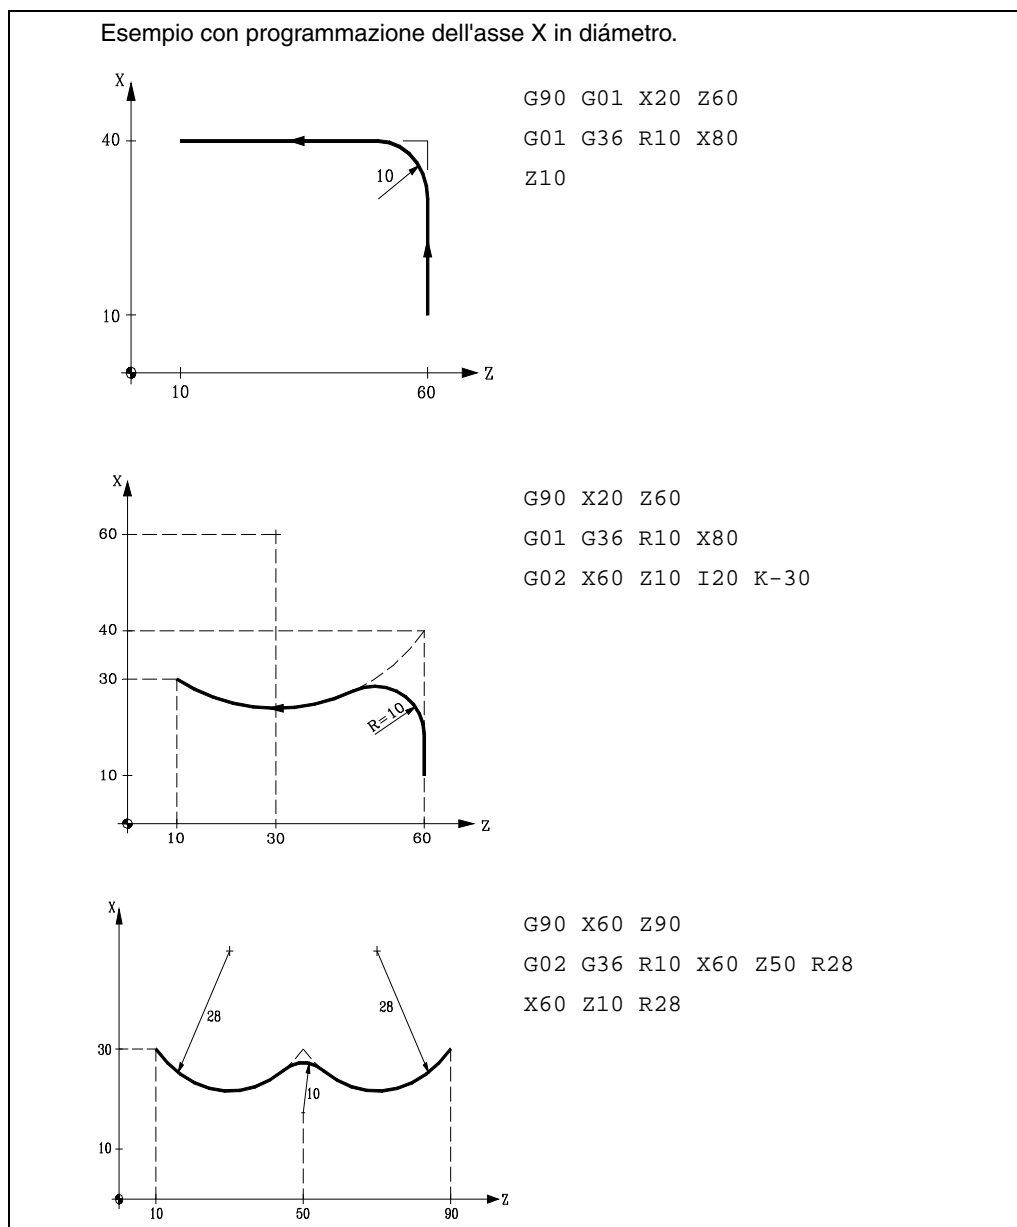 Esempio con programmazione dell'asse X in diámetro.
X
40
10
10
10
60
Z
G90 G01 X20 Z60
G01 G36 R10 X80
Z10
X
60
40
30
10
R=10
10
30
60
Z
G90 X20 Z60
G01 G36 R10 X80
G02 X60 Z10 I20 K-30
X
30
10
28
28
10
10
50
90
Z
G90 X60 Z90
G02 G36 R10 X60 Z50 R28
X60 Z10 R28